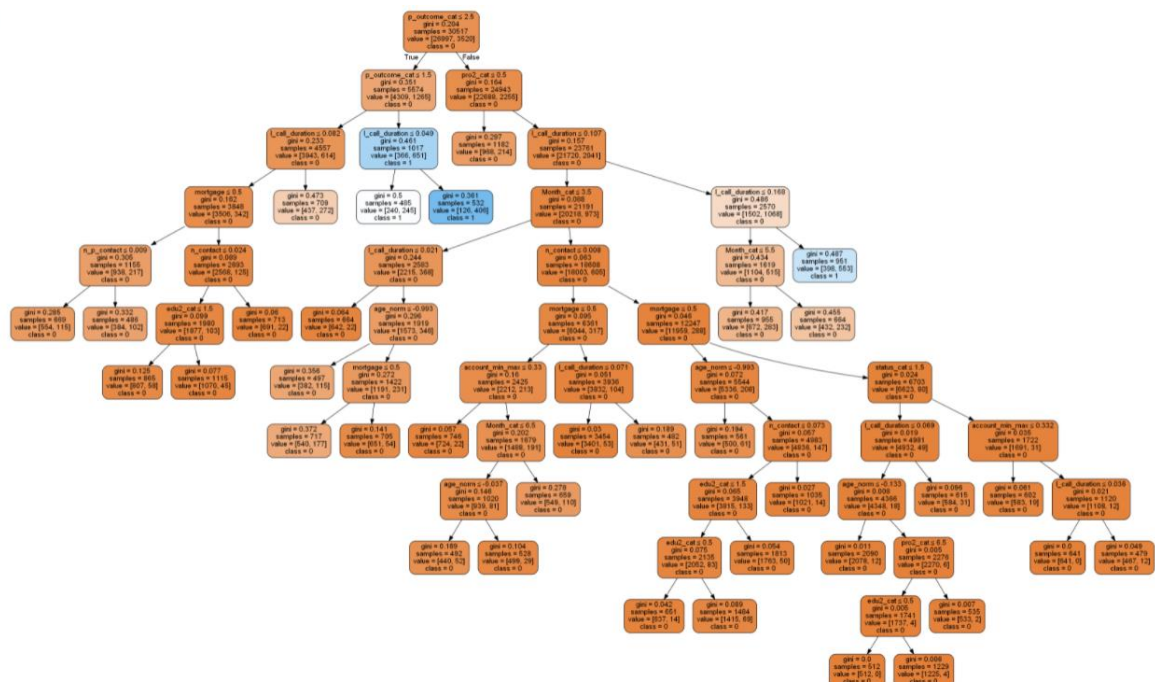 p_outcome_cat ≤ 2.5
gini = 0.204
samples = 30517
value = [26997, 3520]
class = 0
True
False
p_outcome_cat ≤ 1.5
gini = 0.351
samples = 5574
value = [4309, 1265]
class = 0
pro2_cat ≤ 0.5
gini = 0.164
samples = 24943
value = [22688, 2255]
class = 0
l_call_duration ≤ 0.082
gini = 0.233
samples = 4557
value = [3943, 614]
class = 0
l_call_duration ≤ 0.049
gini = 0.461
samples = 1017
value = [366, 651]
class = 1
gini = 0.297
samples = 1182
value = [968, 214]
class = 0
l_call_duration ≤ 0.107
gini = 0.157
samples = 23761
value = [21720, 2041]
class = 0
mortgage ≤ 0.5
gini = 0.162
samples = 3848
value = [3506, 342]
class = 0
gini = 0.473
samples = 709
value = [437, 272]
class = 0
gini = 0.5
samples = 485
value = [240, 245]
class = 1
gini = 0.361
samples = 532
value = [126, 406]
class = 1
Month_cat ≤ 3.5
gini = 0.088
samples = 21191
value = [20218, 973]
class = 0
l_call_duration ≤ 0.168
gini = 0.486
samples = 2570
value = [1502, 1068]
class = 0
n_p_contact ≤ 0.009
gini = 0.305
samples = 1155
value = [938, 217]
class = 0
n_contact ≤ 0.024
gini = 0.089
samples = 2693
value = [2568, 125]
class = 0
l_call_duration ≤ 0.021
gini = 0.244
samples = 2583
value = [2215, 368]
class = 0
n_contact ≤ 0.008
gini = 0.063
samples = 18608
value = [18003, 605]
class = 0
Month_cat ≤ 5.5
gini = 0.434
samples = 1619
value = [1104, 515]
class = 0
gini = 0.487
samples = 951
value = [398, 553]
class = 1
gini = 0.285
samples = 669
value = [554, 115]
class = 0
gini = 0.332
samples = 486
value = [384, 102]
class = 0
edu2_cat ≤ 1.5
gini = 0.099
samples = 1980
value = [1877, 103]
class = 0
gini = 0.06
samples = 713
value = [691, 22]
class = 0
gini = 0.064
samples = 664
value = [642, 22]
class = 0
age_norm ≤ -0.993
gini = 0.296
samples = 1919
value = [1573, 346]
class = 0
mortgage ≤ 0.5
gini = 0.095
samples = 6361
value = [6044, 317]
class = 0
mortgage ≤ 0.5
gini = 0.046
samples = 12247
value = [11959, 288]
class = 0
gini = 0.417
samples = 955
value = [672, 283]
class = 0
gini = 0.455
samples = 664
value = [432, 232]
class = 0
gini = 0.125
samples = 865
value = [807, 58]
class = 0
gini = 0.077
samples = 1115
value = [1070, 45]
class = 0
gini = 0.356
samples = 497
value = [382, 115]
class = 0
mortgage ≤ 0.5
gini = 0.272
samples = 1422
value = [1191, 231]
class = 0
account_min_max ≤ 0.33
gini = 0.16
samples = 2425
value = [2212, 213]
class = 0
l_call_duration ≤ 0.071
gini = 0.051
samples = 3936
value = [3832, 104]
class = 0
age_norm ≤ -0.993
gini = 0.072
samples = 5544
value = [5336, 208]
class = 0
status_cat ≤ 1.5
gini = 0.024
samples = 6703
value = [6623, 80]
class = 0
gini = 0.372
samples = 717
value = [540, 177]
class = 0
gini = 0.141
samples = 705
value = [651, 54]
class = 0
gini = 0.057
samples = 746
value = [724, 22]
class = 0
Month_cat ≤ 6.5
gini = 0.202
samples = 1679
value = [1488, 191]
class = 0
gini = 0.03
samples = 3454
value = [3401, 53]
class = 0
gini = 0.189
samples = 482
value = [431, 51]
class = 0
gini = 0.194
samples = 561
value = [500, 61]
class = 0
n_contact ≤ 0.073
gini = 0.057
samples = 4983
value = [4836, 147]
class = 0
l_call_duration ≤ 0.069
gini = 0.019
samples = 4981
value = [4932, 49]
class = 0
account_min_max ≤ 0.332
gini = 0.035
samples = 1722
value = [1691, 31]
class = 0
age_norm ≤ -0.037
gini = 0.146
samples = 1020
value = [939, 81]
class = 0
gini = 0.278
samples = 659
value = [549, 110]
class = 0
edu2_cat ≤ 1.5
gini = 0.065
samples = 3948
value = [3815, 133]
class = 0
gini = 0.027
samples = 1035
value = [1021, 14]
class = 0
age_norm ≤ -0.133
gini = 0.008
samples = 4366
value = [4348, 18]
class = 0
gini = 0.096
samples = 615
value = [584, 31]
class = 0
gini = 0.061
samples = 602
value = [583, 19]
class = 0
l_call_duration ≤ 0.036
gini = 0.021
samples = 1120
value = [1108, 12]
class = 0
gini = 0.189
samples = 492
value = [440, 52]
class = 0
gini = 0.104
samples = 528
value = [499, 29]
class = 0
edu2_cat ≤ 0.5
gini = 0.075
samples = 2135
value = [2052, 83]
class = 0
gini = 0.054
samples = 1813
value = [1763, 50]
class = 0
gini = 0.011
samples = 2090
value = [2078, 12]
class = 0
pro2_cat ≤ 6.5
gini = 0.005
samples = 2276
value = [2270, 6]
class = 0
gini = 0.0
samples = 641
value = [641, 0]
class = 0
gini = 0.049
samples = 479
value = [467, 12]
class = 0
gini = 0.042
samples = 651
value = [637, 14]
class = 0
gini = 0.089
samples = 1484
value = [1415, 69]
class = 0
edu2_cat ≤ 0.5
gini = 0.005
samples = 1741
value = [1737, 4]
class = 0
gini = 0.007
samples = 535
value = [533, 2]
class = 0
gini = 0.0
samples = 512
value = [512, 0]
class = 0
gini = 0.006
samples = 1229
value = [1225, 4]
class = 0